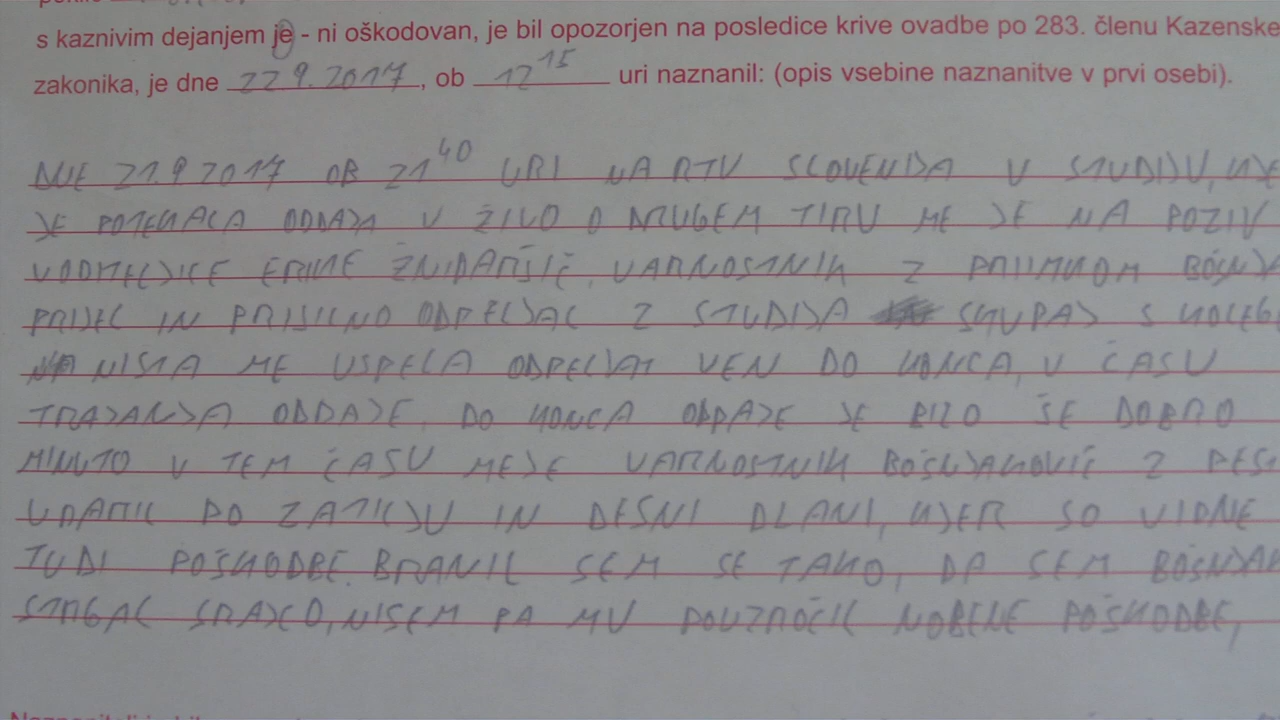 s kaznivim dejanjem je - ni oškodovan, je bil opozorjen na posledice krive ovadbe po 283. členu Kazenske
zakonika, je dne 22 9. 2017, ob 12 15 uri naznanil: (opis vsebine naznanitve v prvi osebi).
DNE 21.9 2017 OB 21 40 URI NA RTV SLOVENIJA V STUDIJU, KJE
JE POTEKALA ODDAJA V ŽIVO O DRUGEM TIRU ME JE NA POZIV
VODITELJICE ERIKE ŽNIDARŠIČ, VARNOSTNIK Z PRIIMKOM BOŠNJA
PRIJEL IN PRISILNO ODPELJAL Z STUDIJA SKUPAJ S KOLEG
NISTA ME USPELA ODPELJAT VEN DO KONCA, V ČASU
TRAJANJA ODDAJE. DO KONCA ODDAJE JE BILO ŠE DOBRO
MINUTO V TEM ČASU ME JE VARNOSTNIK BOŠNJAKOVIČ Z PES
UDARIL PO ZATILJU IN DESNI DLANI, KJER SO VIDNE
TUDI POŠKODBE. BRANIL SEM SE TAKO, DA SEM BOŠNJAK
STRGAL SRAJCO, NISEM PA MU POVZROČIL NOBENE POŠKODBE,